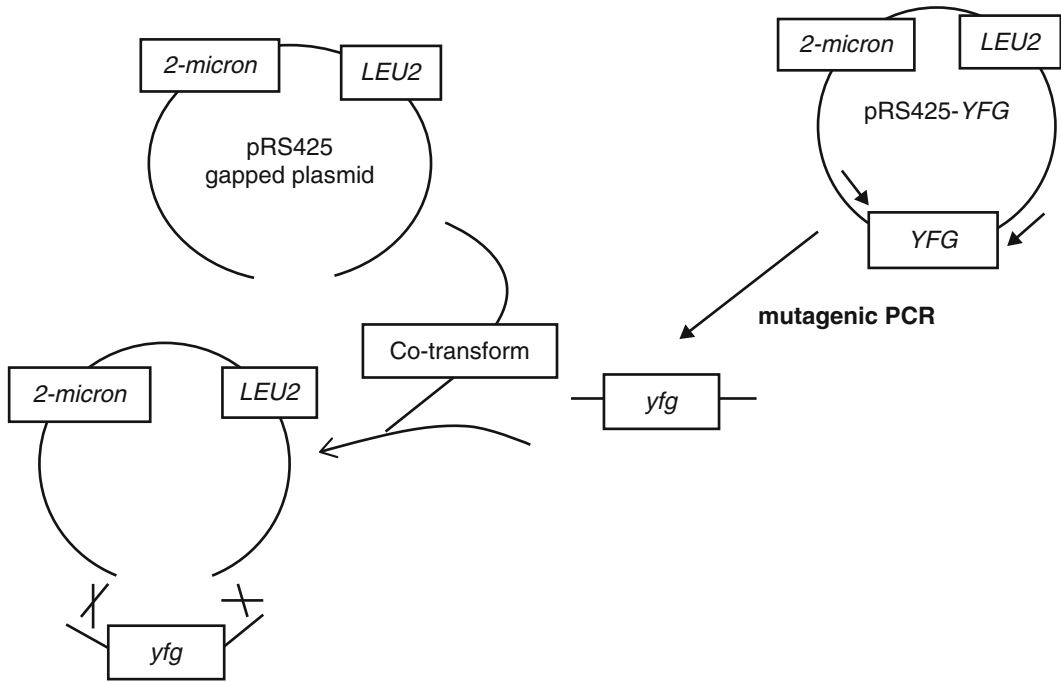 2-micron
LEU2
pRS425
gapped plasmid
2-micron
LEU2
pRS425-YFG
YFG
mutagenic PCR
Co-transform
yfg
2-micron
LEU2
yfg